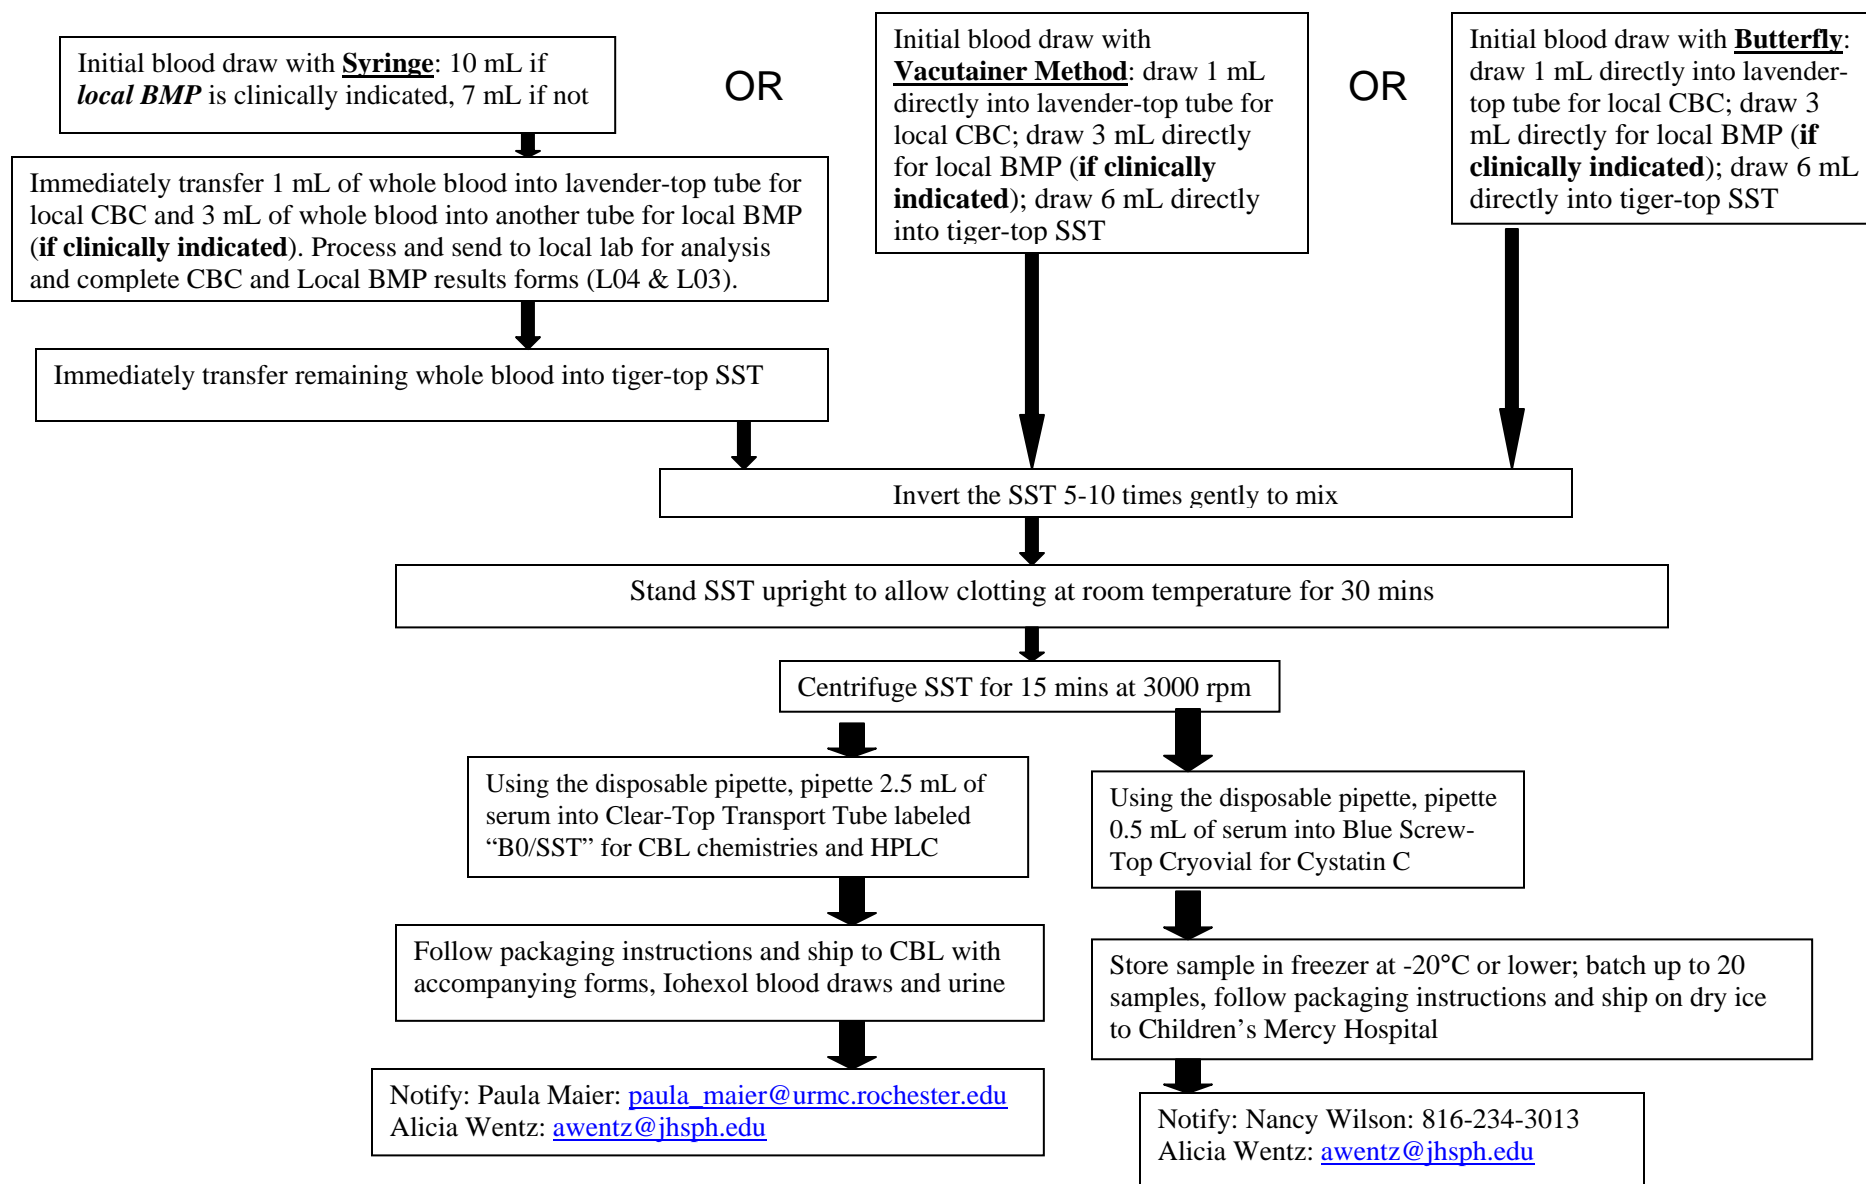 Initial blood draw with Syringe: 10 mL if
local BMP is clinically indicated, 7 mL if not
OR
Initial blood draw with
Vacutainer Method: draw 1 mL
directly into lavender-top tube for
local CBC; draw 3 mL directly
for local BMP (if clinically
indicated); draw 6 mL directly
into tiger-top SST
OR
Initial blood draw with Butterfly:
draw 1 mL directly into lavender-
top tube for local CBC; draw 3
mL directly for local BMP (if
clinically indicated); draw 6 mL
directly into tiger-top SST
Immediately transfer 1 mL of whole blood into lavender-top tube for
local CBC and 3 mL of whole blood into another tube for local BMP
(if clinically indicated). Process and send to local lab for analysis
and complete CBC and Local BMP results forms (L04 & L03).
Immediately transfer remaining whole blood into tiger-top SST
Invert the SST 5-10 times gently to mix
Stand SST upright to allow clotting at room temperature for 30 mins
Centrifuge SST for 15 mins at 3000 rpm
Using the disposable pipette, pipette 2.5 mL of
serum into Clear-Top Transport Tube labeled
“B0/SST” for CBL chemistries and HPLC
Using the disposable pipette, pipette
0.5 mL of serum into Blue Screw-
Top Cryovial for Cystatin C
Follow packaging instructions and ship to CBL with
accompanying forms, Iohexol blood draws and urine
Store sample in freezer at -20°C or lower; batch up to 20
samples, follow packaging instructions and ship on dry ice
to Children’s Mercy Hospital
Notify: Paula Maier: paula_maier@urmc.rochester.edu
Alicia Wentz: awentz@jhsph.edu
Notify: Nancy Wilson: 816-234-3013
Alicia Wentz: awentz@jhsph.edu